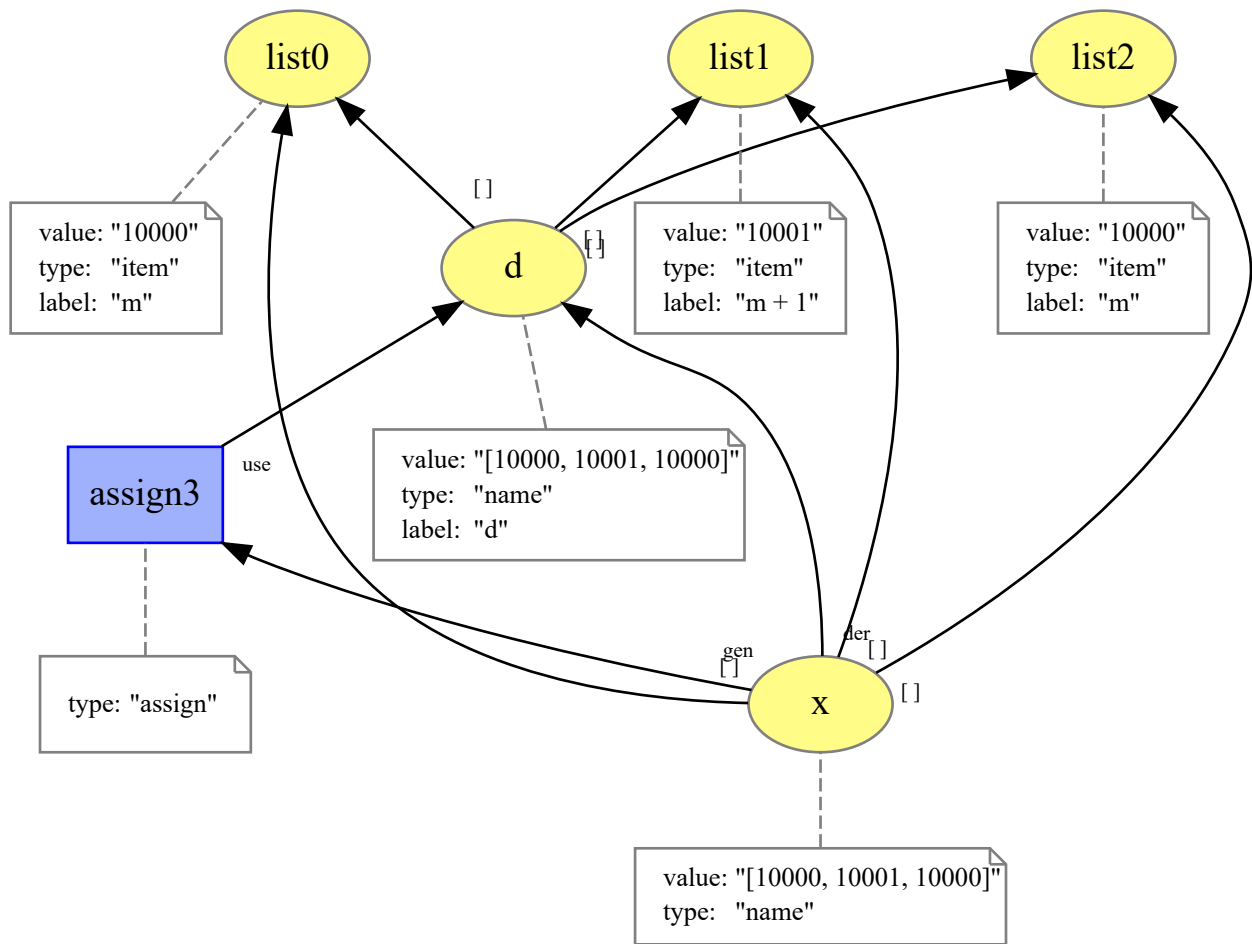 list0
list1
list2
[ ]
value: "10000"
type: "item"
label: "m"
d
[ ]
[ ]
value: "10001"
type: "item"
label: "m + 1"
value: "10000"
type: "item"
label: "m"
assign3
use
value: "[10000, 10001, 10000]"
type: "name"
label: "d"
type: "assign"
gen
[ ]
der
[ ]
x
[ ]
value: "[10000, 10001, 10000]"
type: "name"